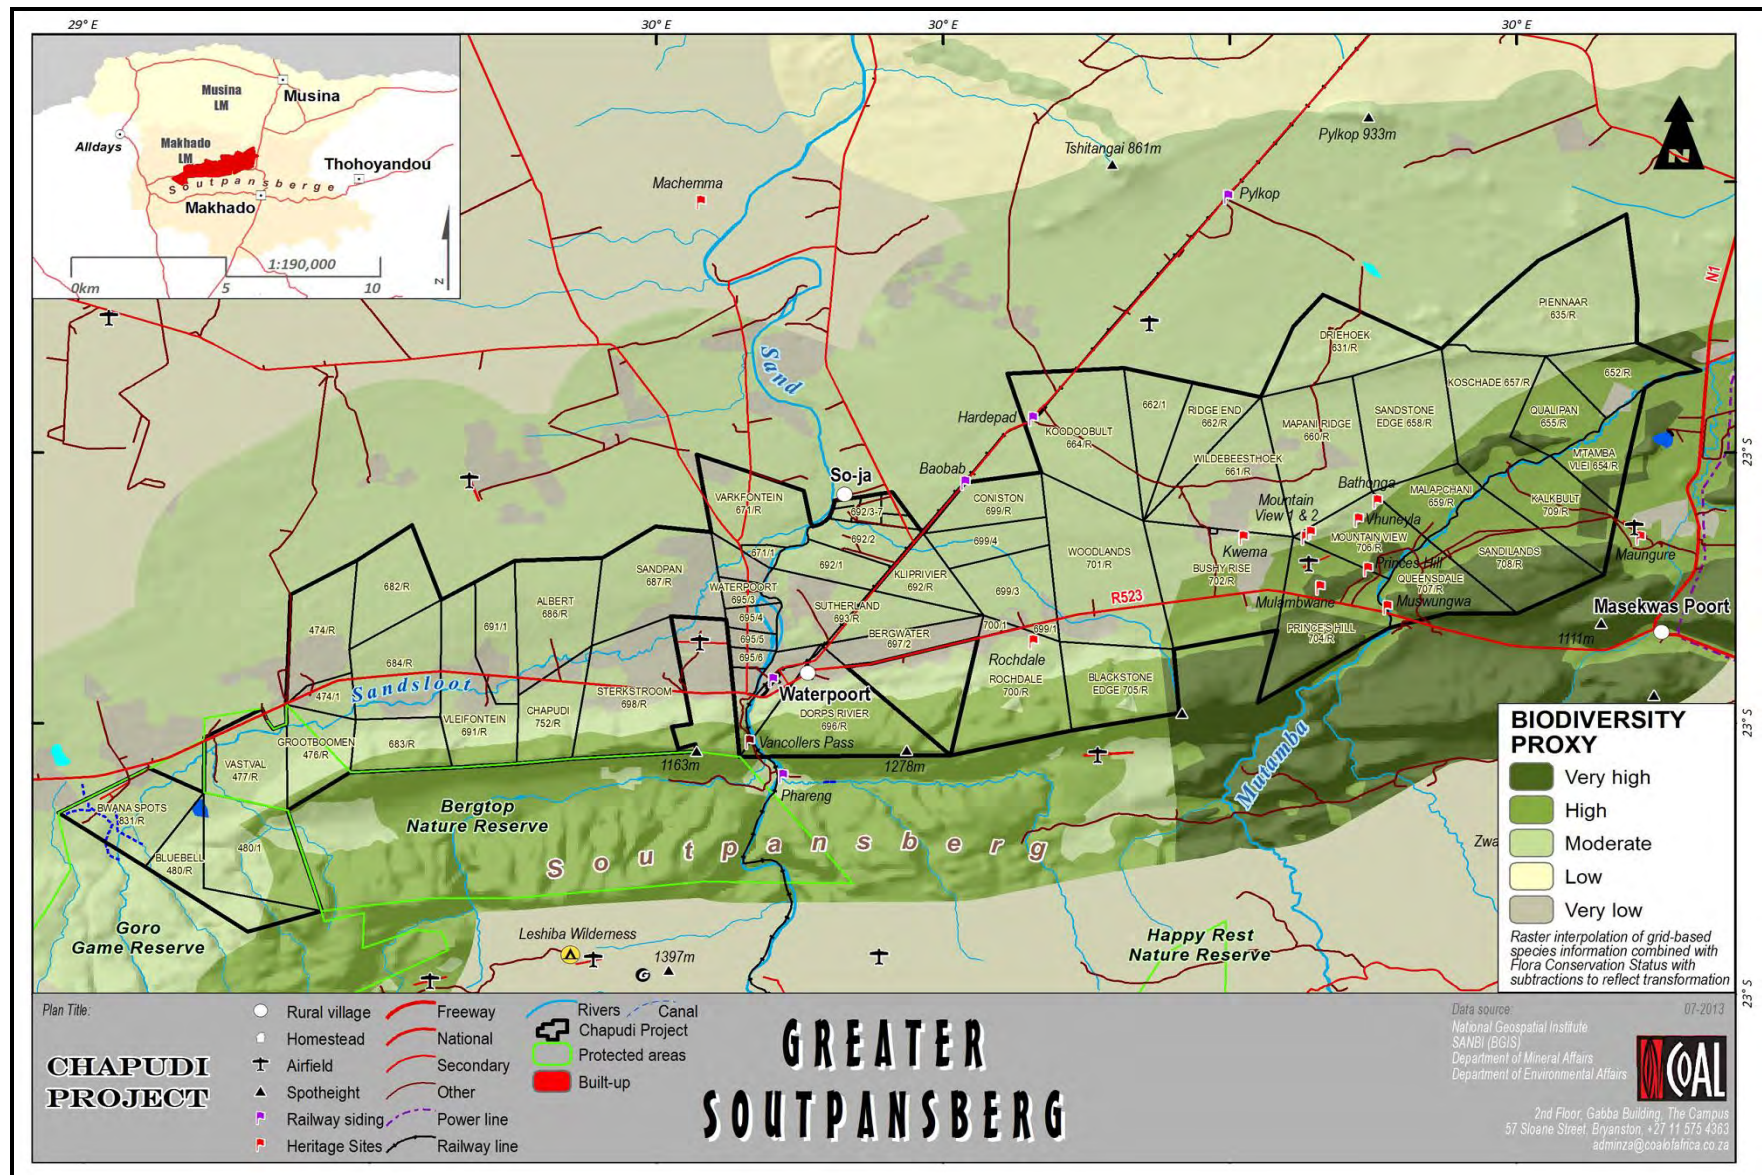 29° E
30° E
30° E
30° E
Musina
LM
Musina
Alldays
Makhado
LM
Thohoyandou
Soutpansberge
Makhado
1:190,000
0km
5
10
z
N
Pylkop 933m
Tshitangai 861m
Machemma
Pylkop
N1
PIENNAAR
635/R
DRIEHOEK
631/R
Sand
KOSCHADE 657/R
652/R
Hardepad
KOODOOBULT
664/R
662/1
RIDGE END
662/R
MAPANI RIDGE
660/R
SANDSTONE
EDGE 658/R
QUALIPAN
655/R
WILDEBEESTHOEK
661/R
MTAMBA
VLEI 654/R
23° S
Baobab
So-ja
Bathonga
VARKFONTEIN
671/R
692/3-7
CONISTON
699/R
Mountain
View 1 & 2
MALAPCHANI
659/R
KALKBULT
709/R
Vhuneyla
692/2
699/4
WOODLANDS
701/R
Kwema
MOUNTAIN VIEW
706/R
SANDILANDS
708/R
Maungure
671/1
692/1
SANDPAN
687/R
KLIPRIVIER
692/R
BUSHY RISE
702/R
Princes Hill
QUEENSDALE
707/R
682/R
WATERPOORT
695/3
699/3
ALBERT
686/R
SUTHERLAND
693/R
R523
Mulambwane
Muswungwa
Masekwas Poort
695/4
474/R
691/1
BERGWATER
697/2
700/1
699/1
PRINCE'S HILL
704/R
1111m
695/5
695/6
684/R
Rochdale
Sandsloot
474/1
STERKSTROOM
698/R
Waterpoort
ROCHDALE
700/R
BLACKSTONE
EDGE 705/R
CHAPUDI
752/R
VLEIFONTEIN
691/R
DORPS RIVIER
696/R
23° S
GROOTBOOMEN
476/R
683/R
Vancollers Pass
VASTVAL
477/R
1163m
1278m
Mutamba
Phareng
BWANA SPOTS
831/R
Bergtop
Nature Reserve
Soutpansberg
Zwa
BLUEBELL
480/R
480/1
Goro
Game Reserve
Leshiba Wilderness
1397m
G
Happy Rest
Nature Reserve
23° S
BIODIVERSITY
PROXY
Very high
High
Moderate
Low
Very low
Raster interpolation of grid-based
species information combined with
Flora Conservation Status with
subtractions to reflect transformation
Plan Title:
CHAPUDI
PROJECT
Rural village
Homestead
Airfield
Spotheight
Railway siding
Heritage Sites
Freeway
National
Secondary
Other
Power line
Railway line
Rivers
Canal
Chapudi Project
Protected areas
Built-up
GREATER
SOUTPANSBERG
Data source:
07-2013
National Geospatial Institute
SANBI (BGIS)
Department of Mineral Affairs
Department of Environmental Affairs
COAL
2nd Floor, Gabba Building, The Campus
57 Sloane Street, Bryanston, +27 11 575 4363
adminza@coalofafrica.co.za